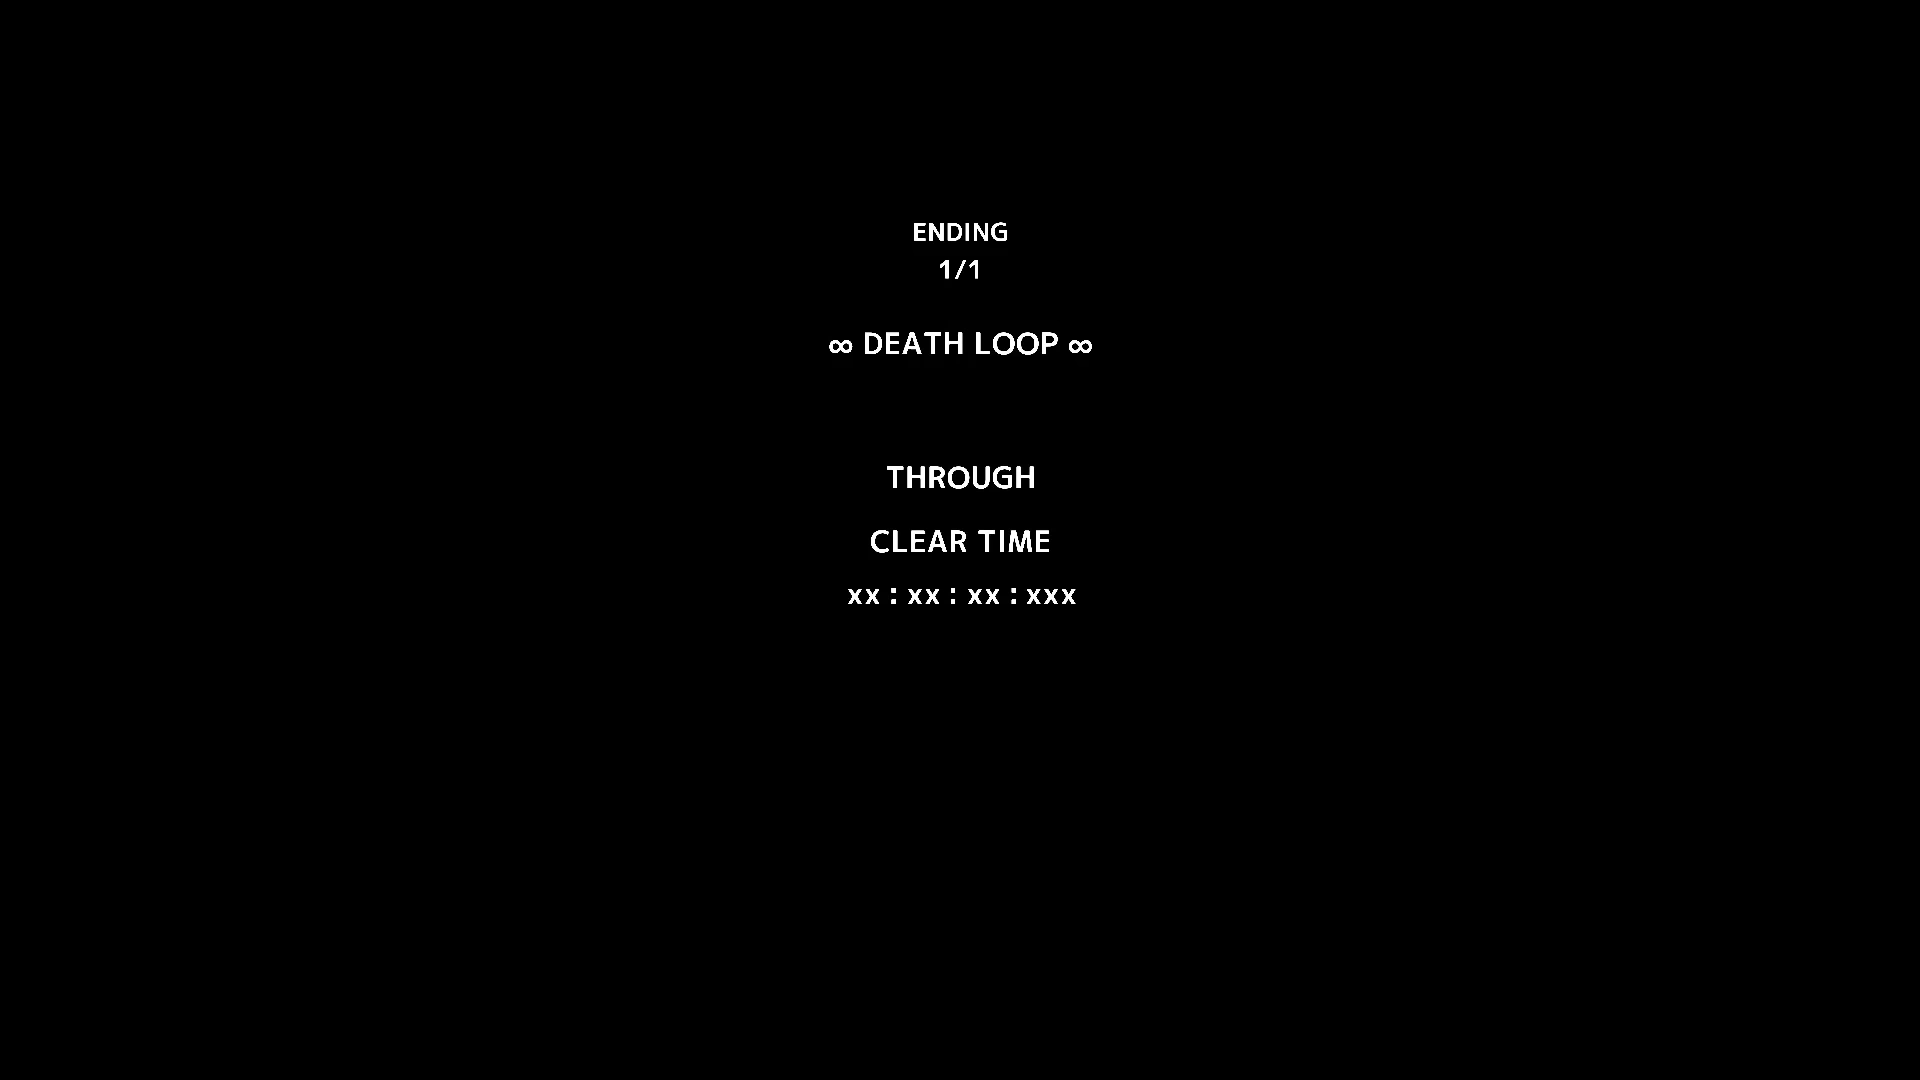 ENDING
1/1
∞ DEATH LOOP ∞
THROUGH
CLEAR TIME
xx : xx : xx : xxx